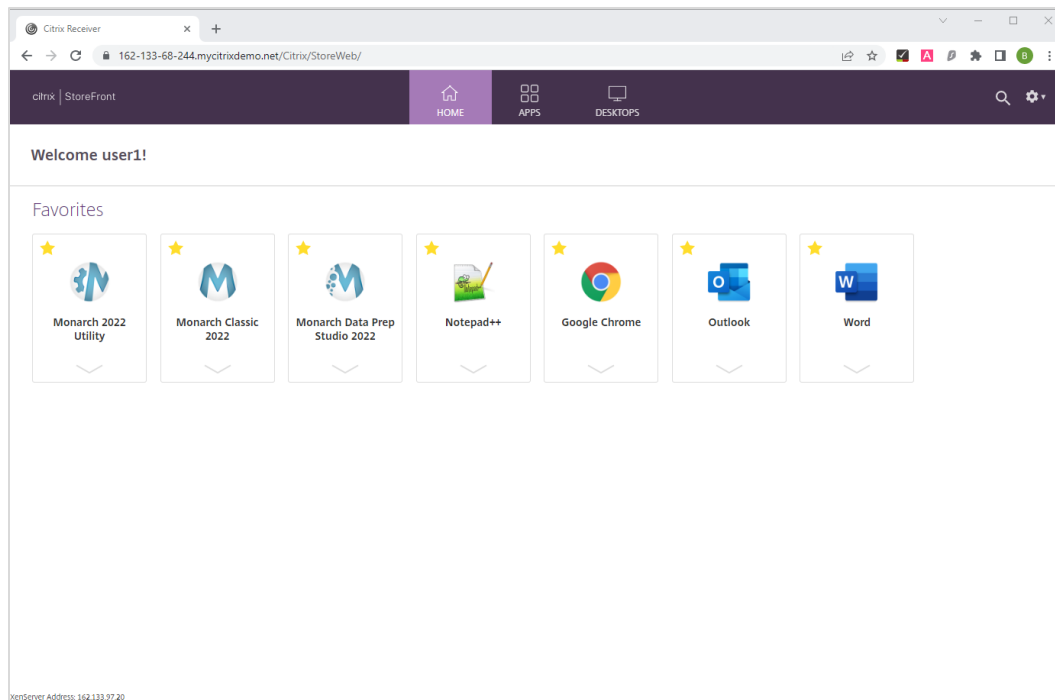 Citrix Receiver
162-133-68-244.mycitrixdemo.net/Citrix/StoreWeb/
A
B
citrix | StoreFront
HOME
APPS
DESKTOPS
Welcome user1!
Favorites
Monarch 2022
Utility
Monarch Classic
2022
Monarch Data Prep
Studio 2022
Notepad++
Google Chrome
Outlook
Word
XenServer Address: 162.133.97.20